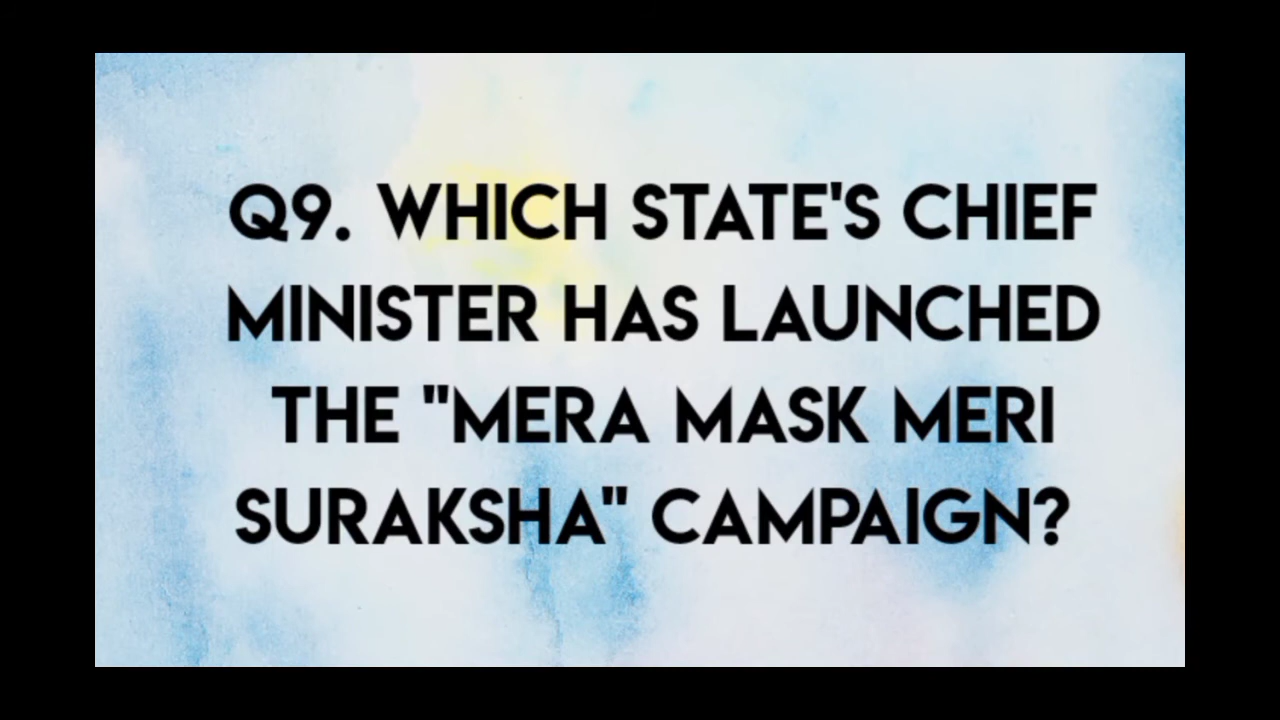 Q9. WHICH STATE'S CHIEF
MINISTER HAS LAUNCHED
THE "MERA MASK MERI
SURAKSHA" CAMPAIGN?